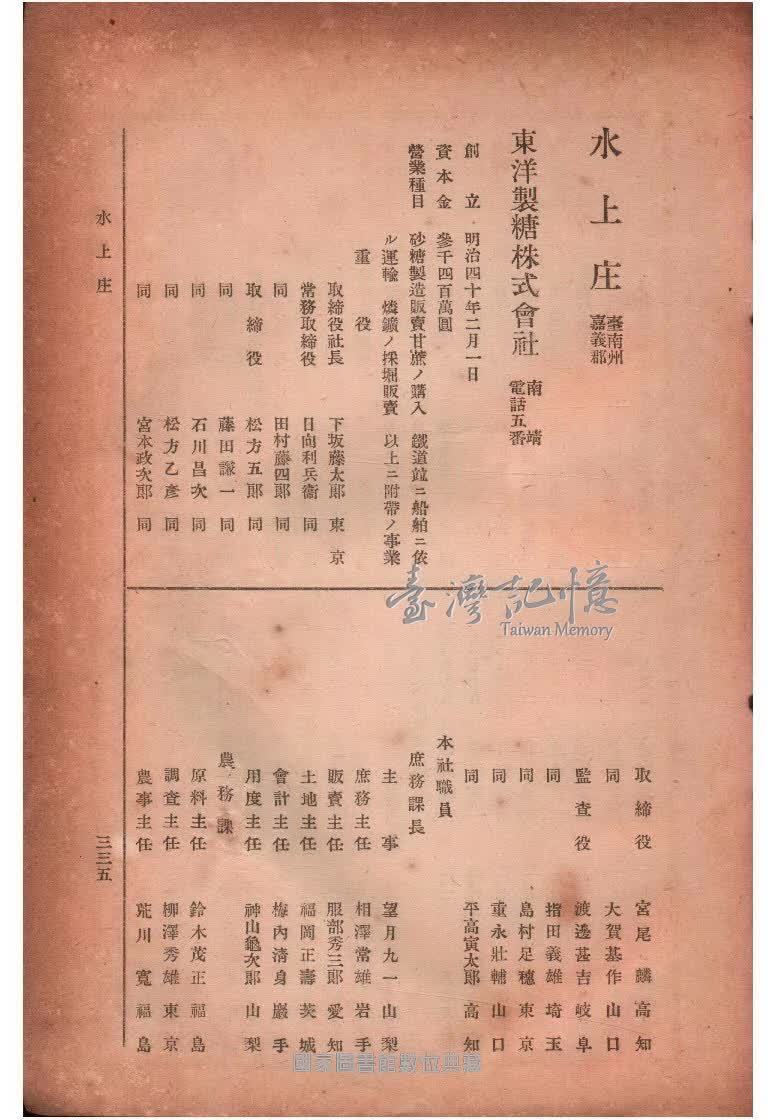 水上庄
臺南州
嘉義郡
東洋製糖株式會社
南靖
電話五番
創立 明治四十年二月一日
資本金 參千四百萬圓
營業種目 砂糖製造販賣甘蔗ノ購入 鐵道竝ニ船舶ニ依
ル運輸 燐鑛ノ採堀販賣 以上ニ附帶ノ事業
重役
取締役社長 下坂藤太郞 東京
常務取締役 日向利兵衞 同
同 田村藤四郞 同
取締役 松方五郞 同
同 藤田謙一 同
同 石川昌次 同
同 松方乙彥 同
同 宮本政次郞 同
取締役 宮尾麟 高知
同 大賀基作 山口
監査役 渡邊甚吉 岐阜
同 指田義雄 埼玉
同 島村足穗 東京
同 重永壯輔 山口
同 平高寅太郞 高知
本社職員
庶務課長
主事 望月九一 山梨
庶務主任 相澤常雄 岩手
販賣主任 服部秀三郞 愛知
土地主任 福岡正壽 茨城
會計主任 梅內淸身 巖手
用度主任 神山龜次郞 山梨
農務課
原料主任 鈴木茂正 福島
調查主任 柳澤秀雄 東京
農事主任 荒川寬 福島
水上庄
三三五
臺灣記憶
Taiwan Memory
國家圖書館數位典藏